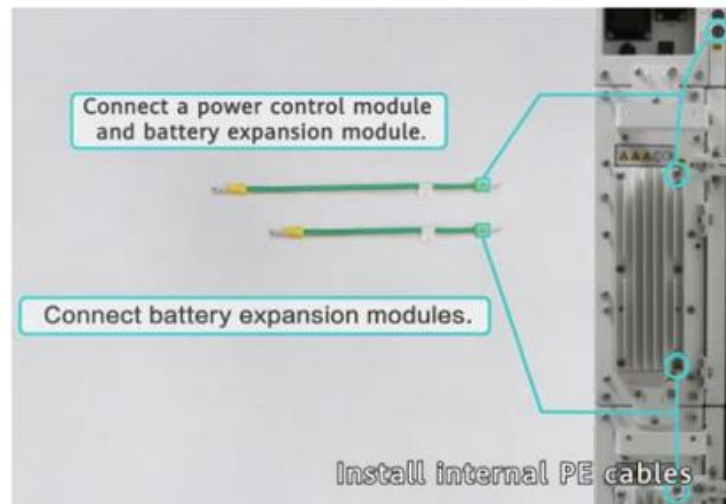 Connect a power control module
and battery expansion module.
Connect battery expansion modules.
Install internal PE cables